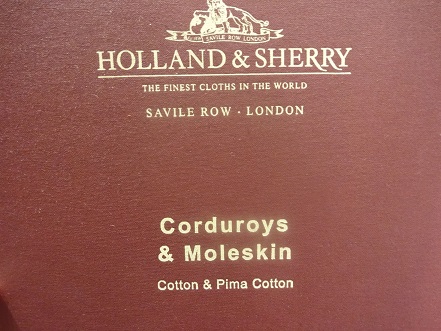 SAVILE ROW LONDON
HOLLAND & SHERRY
THE FINEST CLOTHS IN THE WORLD
SAVILE ROW · LONDON
Corduroys
& Moleskin
Cotton & Pima Cotton